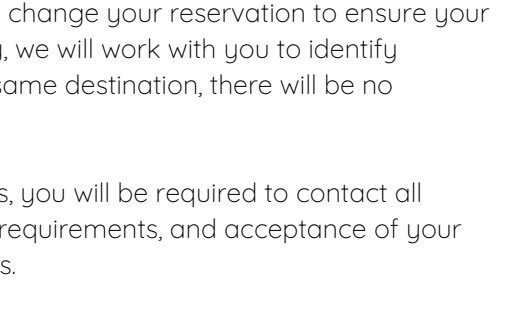 change your reservation to ensure your
, we will work with you to identify
same destination, there will be no
s, you will be required to contact all
requirements, and acceptance of your
s.